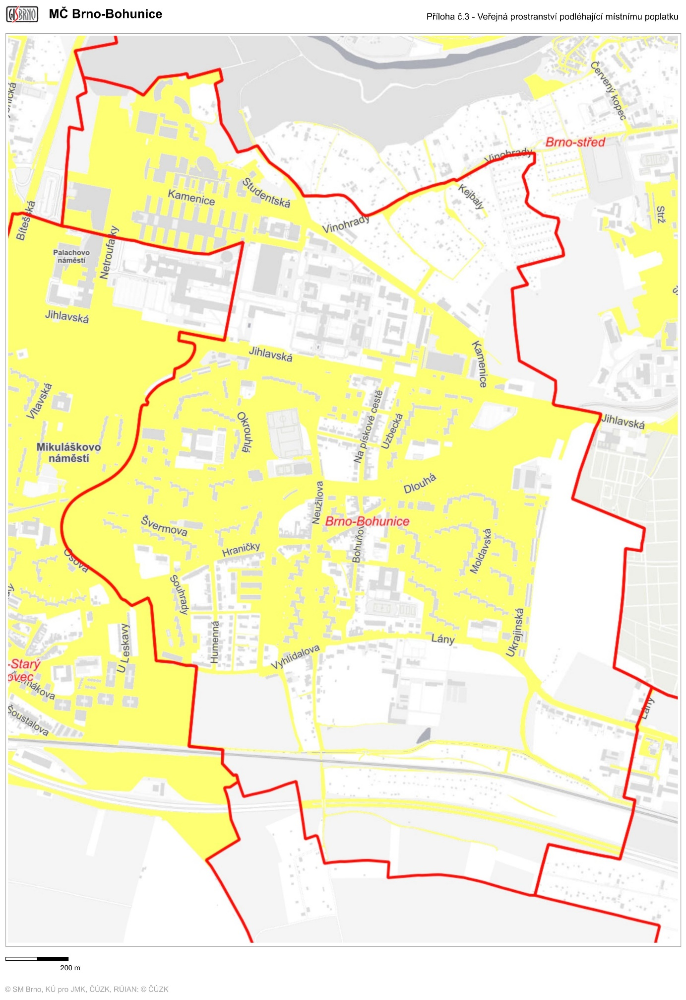 GISBRNO
MČ Brno-Bohunice
Příloha č.3 - Veřejná prostranství podléhající místnímu poplatku
Červený kopec
Brno-střed
Vinohrady
Studentská
Kejbaly
Kamenice
Bítešská
Strž
Vinohrady
Netroufalky
Palachovo
náměstí
Jihlavská
Jihlavská
Kamenice
Vltavská
Na pískové cestě
Okrouhlá
Uzbecká
Jihlavská
Mikuláškovo
náměstí
Dlouhá
Neužilova
Brno-Bohunice
Švermova
Moldavská
Hraničky
Osová
Souhrady
Humenná
U Leskavy
Lány
Ukrajinská
Vyhlídalova
-Starý
ovec
Lány
Šoustalova
200 m
© SM Brno, KÚ pro JMK, ČÚZK, RÚIAN: © ČÚZK